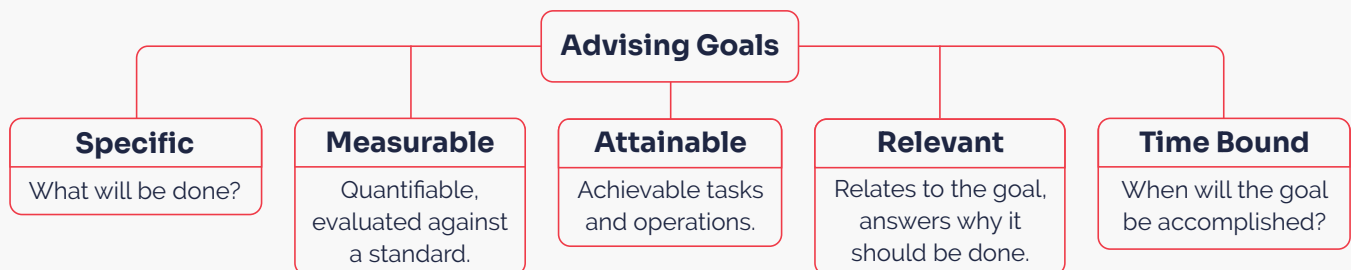 Advising Goals
Specific
What will be done?
Measurable
Quantifiable,
evaluated against
a standard.
Attainable
Achievable tasks
and operations.
Relevant
Relates to the goal,
answers why it
should be done.
Time Bound
When will the goal
be accomplished?